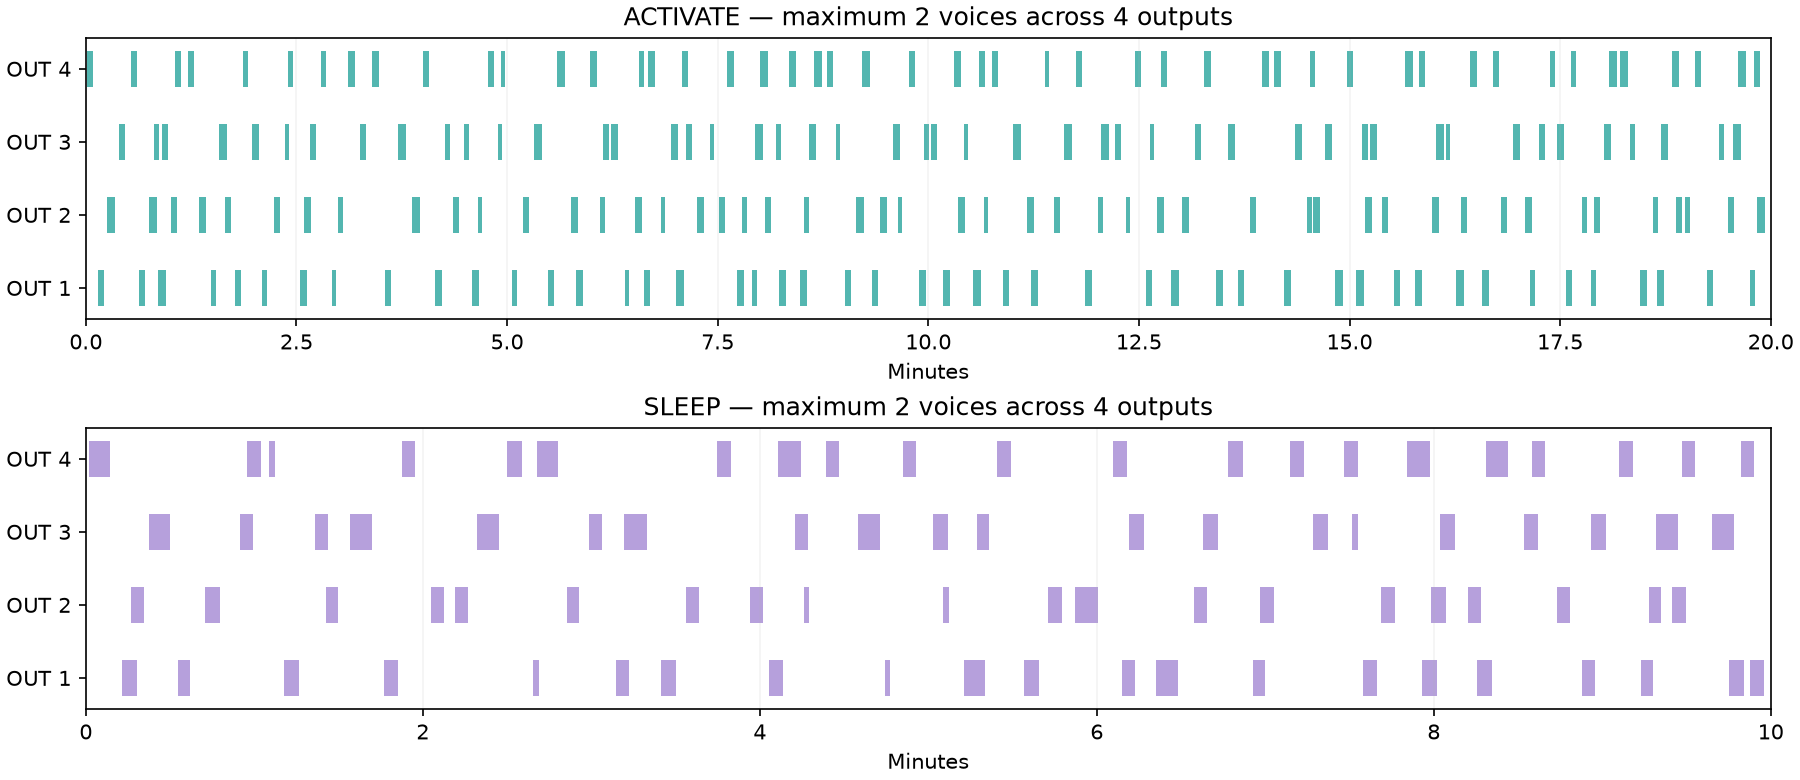 ACTIVATE — maximum 2 voices across 4 outputs
OUT 4
OUT 3
OUT 2
OUT 1
0.0 2.5 5.0 7.5 10.0 12.5 15.0 17.5 20.0
Minutes
SLEEP — maximum 2 voices across 4 outputs
OUT 4
OUT 3
OUT 2
OUT 1
0 2 4 6 8 10
Minutes